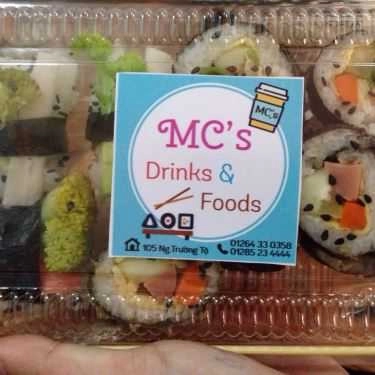 MC's
MC's
Drinks &
Foods
105 Ng Trường Tộ
01264 33 0358
01285 23 4444